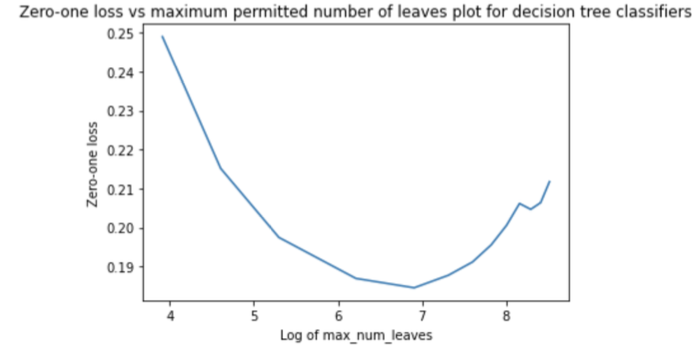 Zero-one loss vs maximum permitted number of leaves plot for decision tree classifiers
0.25
0.24
0.23
0.22
0.21
0.20
0.19
Zero-one loss
4 5 6 7 8
Log of max_num_leaves